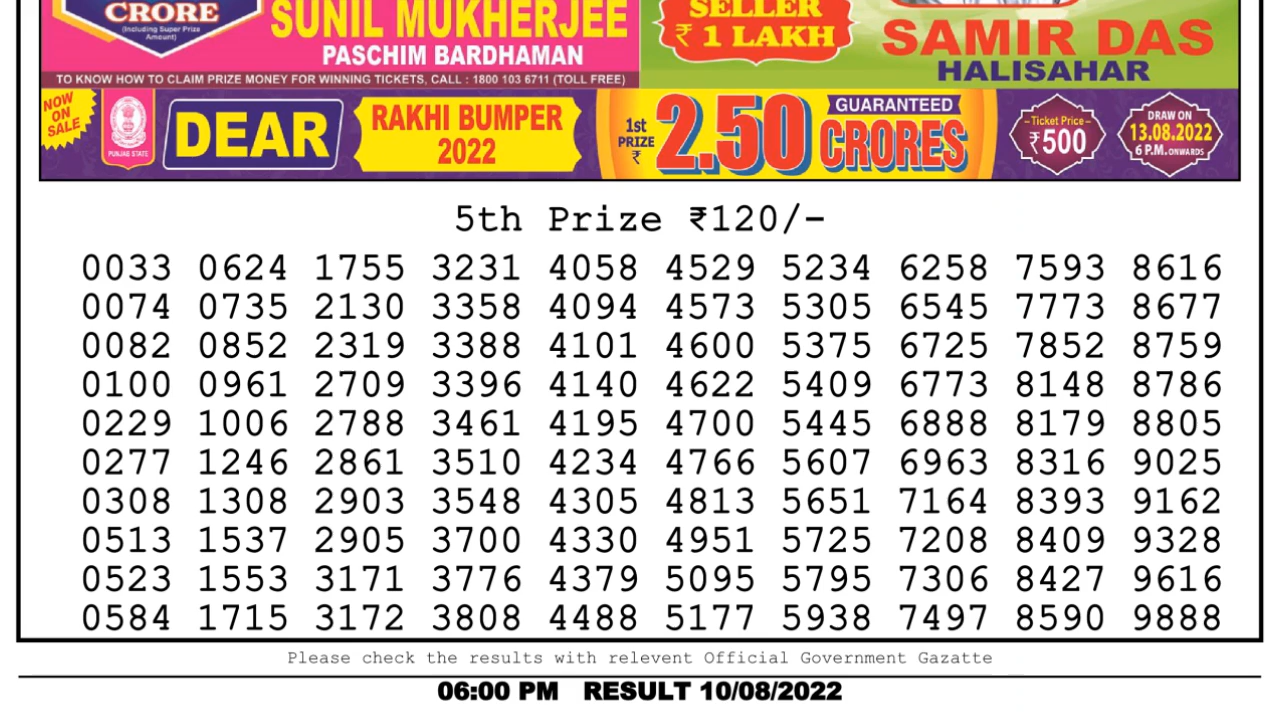 CRORE
(Including Super Prize
Amount)
SUNIL MUKHERJEE
PASCHIM BARDHAMAN
TO KNOW HOW TO CLAIM PRIZE MONEY FOR WINNING TICKETS, CALL : 1800 103 6711 (TOLL FREE)
SELLER
₹ 1 LAKH
SAMIR DAS
HALISAHAR
NOW
ON
SALE
PUNJAB STATE
DEAR
RAKHI BUMPER
2022
1st
PRIZE
₹
2.50
GUARANTEED
CRORES
Ticket Price
₹500
DRAW ON
13.08.2022
6 P.M. ONWARDS
5th Prize ₹120/-
0033 0624 1755 3231 4058 4529 5234 6258 7593 8616
0074 0735 2130 3358 4094 4573 5305 6545 7773 8677
0082 0852 2319 3388 4101 4600 5375 6725 7852 8759
0100 0961 2709 3396 4140 4622 5409 6773 8148 8786
0229 1006 2788 3461 4195 4700 5445 6888 8179 8805
0277 1246 2861 3510 4234 4766 5607 6963 8316 9025
0308 1308 2903 3548 4305 4813 5651 7164 8393 9162
0513 1537 2905 3700 4330 4951 5725 7208 8409 9328
0523 1553 3171 3776 4379 5095 5795 7306 8427 9616
0584 1715 3172 3808 4488 5177 5938 7497 8590 9888
Please check the results with relevent Official Government Gazatte
06:00 PM RESULT 10/08/2022